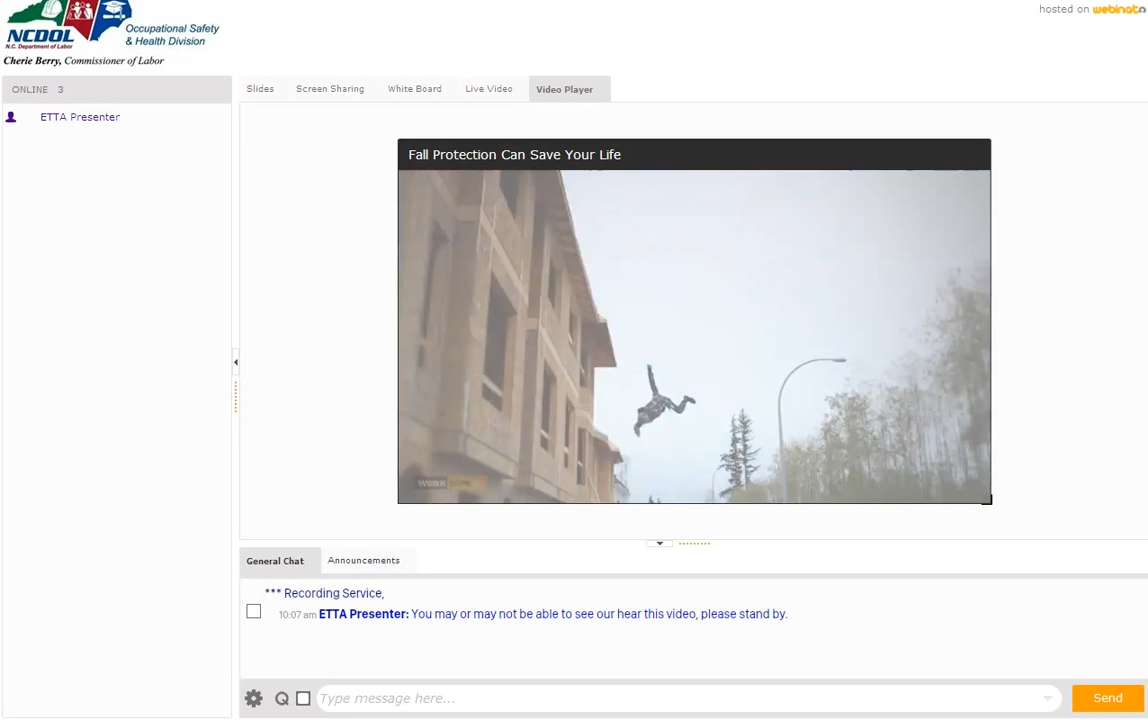 NCDOL
N.C. Department of Labor
Occupational Safety
& Health Division
Cherie Berry, Commissioner of Labor
hosted on webinato
ONLINE 3
Slides Screen Sharing White Board Live Video Video Player
ETTA Presenter
Fall Protection Can Save Your Life
WORK SAFE
General Chat Announcements
*** Recording Service,
10:07 am ETTA Presenter: You may or may not be able to see our hear this video, please stand by.
Q Type message here...
Send